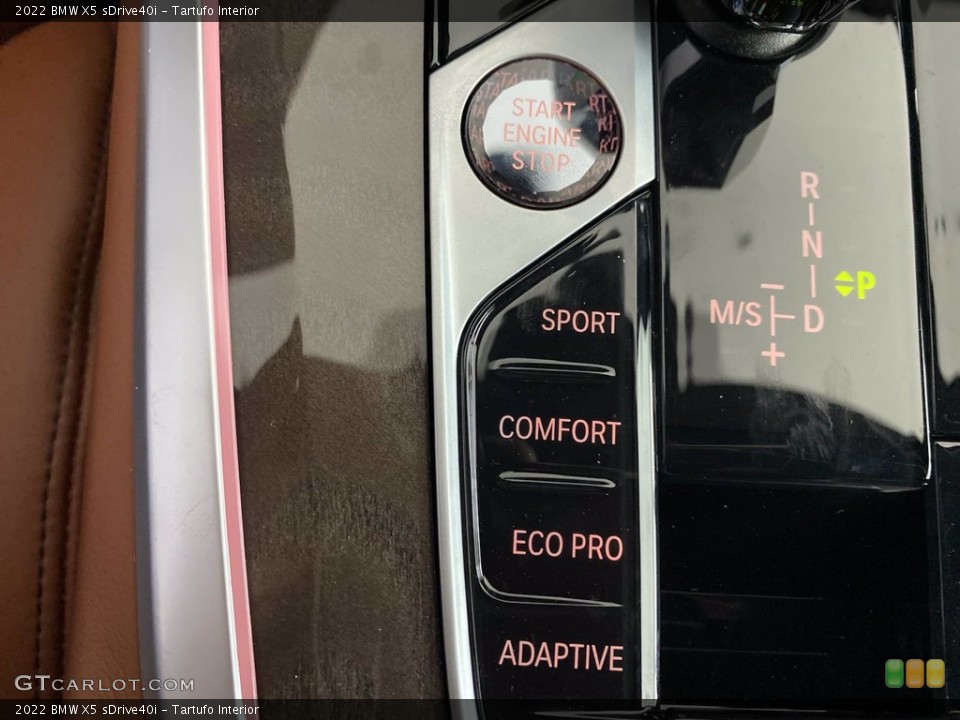 2022 BMW X5 sDrive40i – Tartufo Interior
START
ENGINE
STOP
R
N
P
M/S
D
–
+
SPORT
COMFORT
ECO PRO
ADAPTIVE
GTCARLOT.COM
2022 BMW X5 sDrive40i – Tartufo Interior